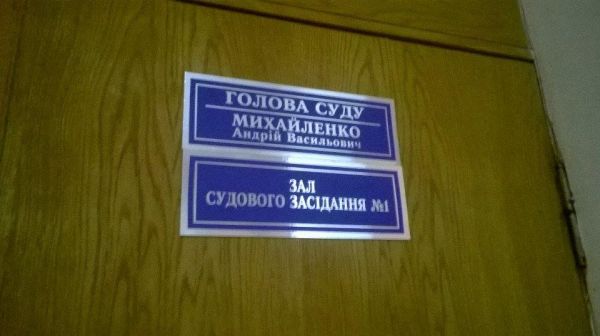 ГОЛОВА СУДУ
МИХАЙЛЕНКО
Андрій Васильович
ЗАЛ
СУДОВОГО ЗАСІДАННЯ №1